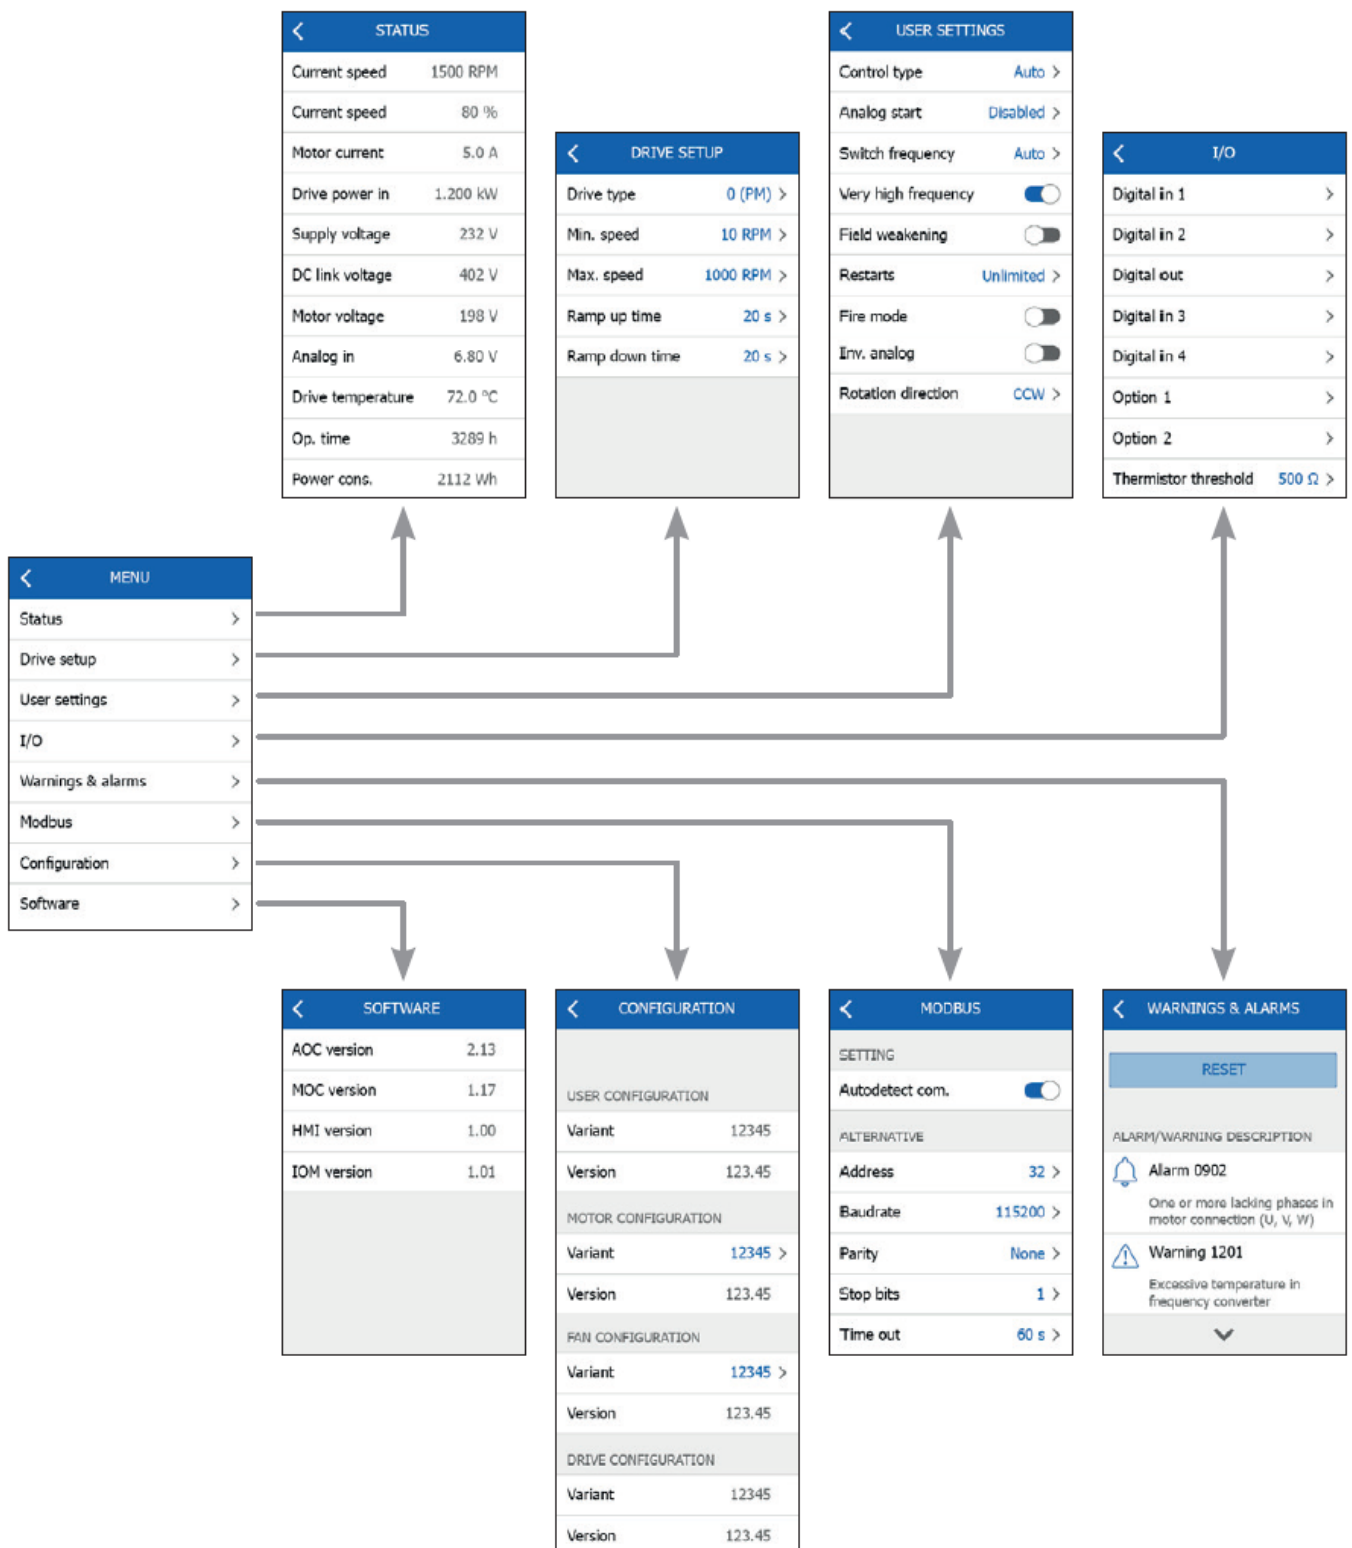 STATUS
Current speed 1500 RPM
Current speed 80 %
Motor current 5.0 A
Drive power in 1.200 kW
Supply voltage 232 V
DC link voltage 402 V
Motor voltage 198 V
Analog in 6.80 V
Drive temperature 72.0 °C
Op. time 3289 h
Power cons. 2112 Wh
DRIVE SETUP
Drive type 0 (PM) >
Min. speed 10 RPM >
Max. speed 1000 RPM >
Ramp up time 20 s >
Ramp down time 20 s >
USER SETTINGS
Control type Auto >
Analog start Disabled >
Switch frequency Auto >
Very high frequency
Field weakening
Restarts Unlimited >
Fire mode
Inv. analog
Rotation direction CCW >
I/O
Digital in 1 >
Digital in 2 >
Digital out >
Digital in 3 >
Digital in 4 >
Option 1 >
Option 2 >
Thermistor threshold 500 Ω >
MENU
Status >
Drive setup >
User settings >
I/O >
Warnings & alarms >
Modbus >
Configuration >
Software >
SOFTWARE
AOC version 2.13
MOC version 1.17
HMI version 1.00
IOM version 1.01
CONFIGURATION
USER CONFIGURATION
Variant 12345
Version 123.45
MOTOR CONFIGURATION
Variant 12345 >
Version 123.45
FAN CONFIGURATION
Variant 12345 >
Version 123.45
DRIVE CONFIGURATION
Variant 12345
Version 123.45
MODBUS
SETTING
Autodetect com.
ALTERNATIVE
Address 32 >
Baudrate 115200 >
Parity None >
Stop bits 1 >
Time out 60 s >
WARNINGS & ALARMS
RESET
ALARM/WARNING DESCRIPTION
Alarm 0902
One or more lacking phases in
motor connection (U, V, W)
Warning 1201
Excessive temperature in
frequency converter